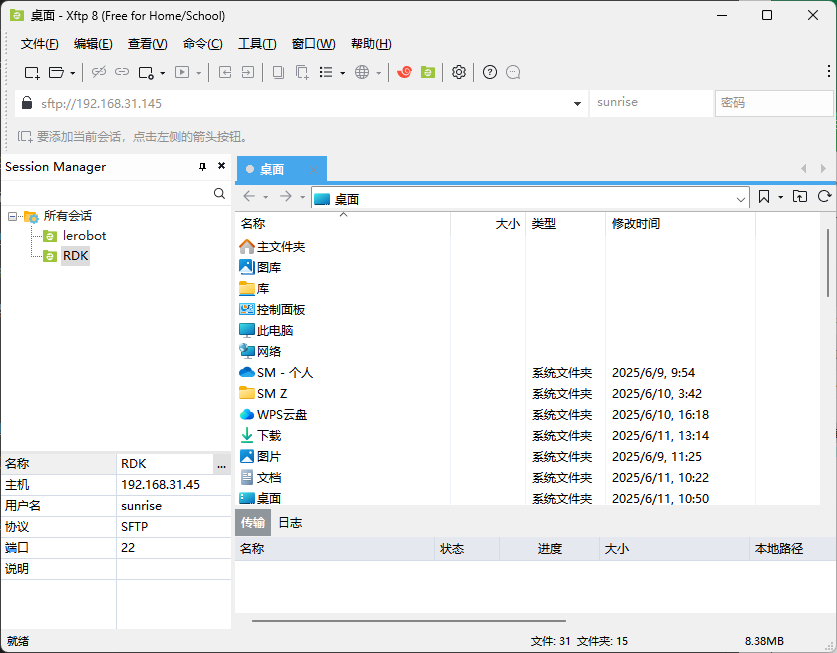 桌面 - Xftp 8 (Free for Home/School)
文件(F) 编辑(E) 查看(V) 命令(C) 工具(T) 窗口(W) 帮助(H)
sftp://192.168.31.145 sunrise 密码
要添加当前会话，点击左侧的箭头按钮。
Session Manager
所有会话
lerobot
RDK
名称 RDK ...
主机 192.168.31.45
用户名 sunrise
协议 SFTP
端口 22
说明
桌面
桌面
名称 大小 类型 修改时间
主文件夹
图库
库
控制面板
此电脑
网络
SM - 个人 系统文件夹 2025/6/9, 9:54
SM Z 系统文件夹 2025/6/10, 3:42
WPS云盘 系统文件夹 2025/6/10, 16:18
下载 系统文件夹 2025/6/11, 13:14
图片 系统文件夹 2025/6/9, 11:25
文档 系统文件夹 2025/6/11, 10:22
桌面 系统文件夹 2025/6/11, 10:50
传输 日志
名称 状态 进度 大小 本地路径
就绪 文件: 31 文件夹: 15 8.38MB